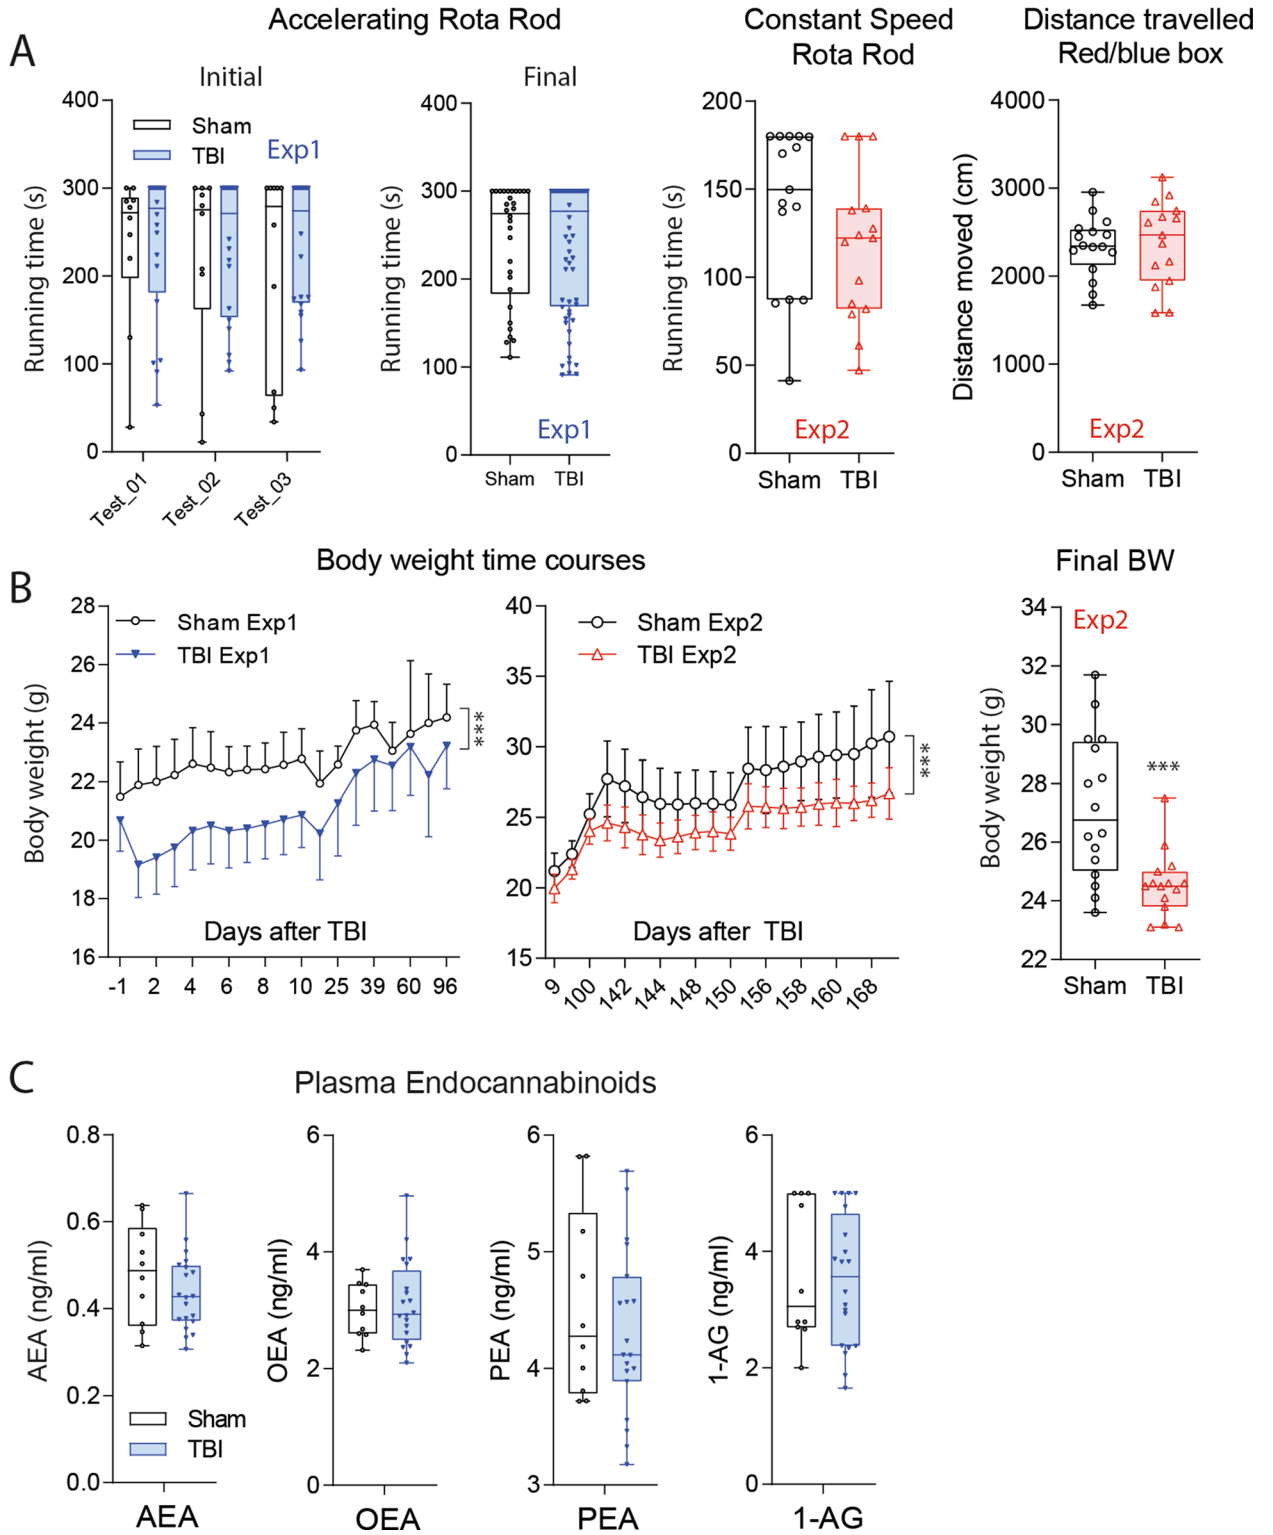 A
Accelerating Rota Rod
Constant Speed
Rota Rod
Distance travelled
Red/blue box
Initial
Final
400
300
200
100
0
Running time (s)
Sham
TBI
Exp1
Test_01
Test_02
Test_03
400
300
200
100
0
Running time (s)
Exp1
Sham
TBI
200
150
100
50
0
Running time (s)
Exp2
Sham
TBI
4000
3000
2000
1000
0
Distance moved (cm)
Exp2
Sham
TBI
B
Body weight time courses
Final BW
28
26
24
22
20
18
16
Body weight (g)
Sham Exp1
TBI Exp1
***
Days after TBI
-1 2 4 6 8 10 25 39 60 96
40
35
30
25
20
15
Sham Exp2
TBI Exp2
***
Days after TBI
9 100 142 144 148 150 156 158 160 168
34
32
30
28
26
24
22
Body weight (g)
Exp2
***
Sham
TBI
C
Plasma Endocannabinoids
0.8
0.6
0.4
0.2
0.0
AEA (ng/ml)
Sham
TBI
AEA
6
4
2
0
OEA (ng/ml)
OEA
6
5
4
3
PEA (ng/ml)
PEA
6
4
2
0
1-AG (ng/ml)
1-AG